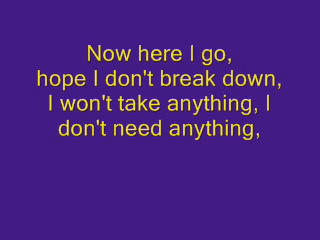 Now here I go,
hope I don't break down,
I won't take anything, I
don't need anything,